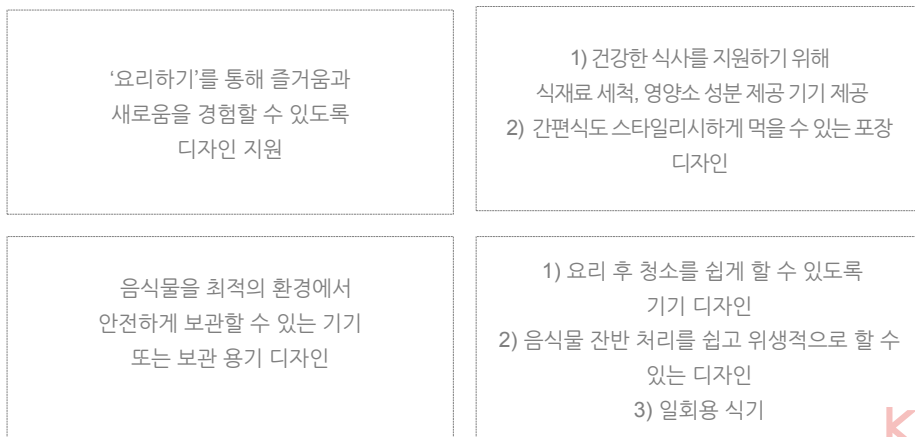 ‘요리하기’를 통해 즐거움과
새로움을 경험할 수 있도록
디자인 지원
1) 건강한 식사를 지원하기 위해
식재료 세척, 영양소 성분 제공 기기 제공
2) 간편식도 스타일리시하게 먹을 수 있는 포장
디자인
음식물을 최적의 환경에서
안전하게 보관할 수 있는 기기
또는 보관 용기 디자인
1) 요리 후 청소를 쉽게 할 수 있도록
기기 디자인
2) 음식물 잔반 처리를 쉽고 위생적으로 할 수
있는 디자인
3) 일회용 식기
K